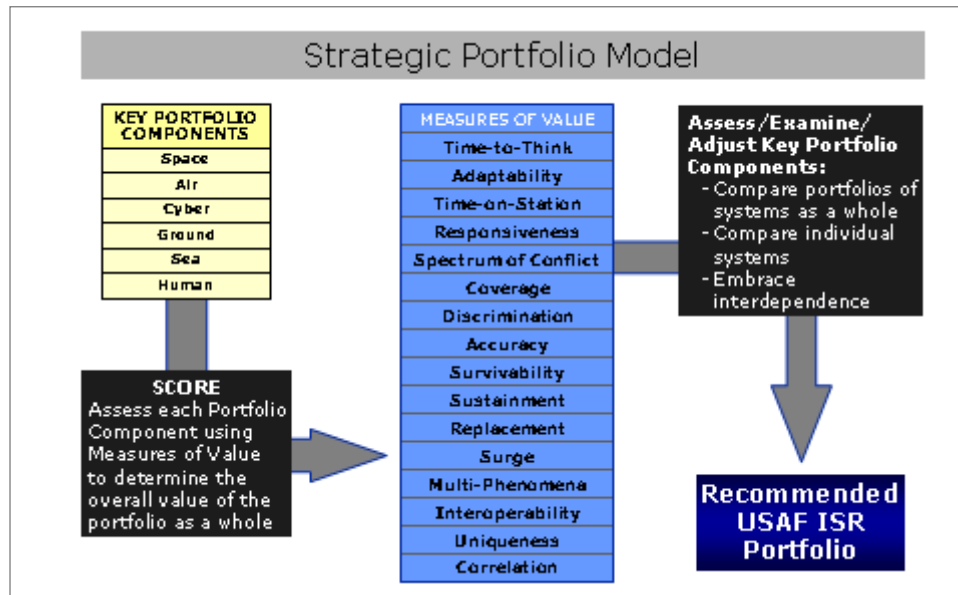 Strategic Portfolio Model
KEY PORTFOLIO
COMPONENTS
Space
Air
Cyber
Ground
Sea
Human
SCORE
Assess each Portfolio
Component using
Measures of Value
to determine the
overall value of the
portfolio as a whole
MEASURES OF VALUE
Time-to-Think
Adaptability
Time-on-Station
Responsiveness
Spectrum of Conflict
Coverage
Discrimination
Accuracy
Survivability
Sustainment
Replacement
Surge
Multi-Phenomena
Interoperability
Uniqueness
Correlation
Assess/Examine/
Adjust Key Portfolio
Components:
- Compare portfolios of
systems as a whole
- Compare individual
systems
- Embrace
interdependence
Recommended
USAF ISR
Portfolio